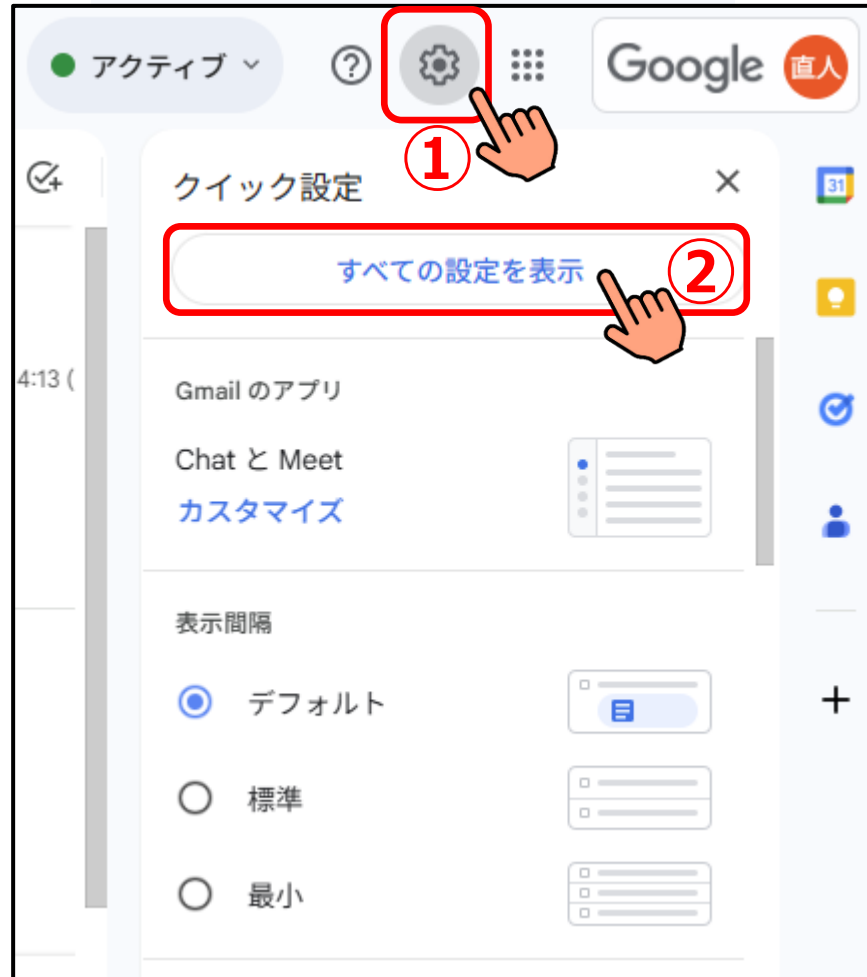 アクティブ
Google
直人
①
クイック設定
31
すべての設定を表示
②
4:13 (
Gmail のアプリ
Chat と Meet
カスタマイズ
表示間隔
デフォルト
標準
最小